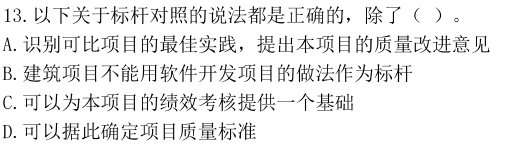 13.以下关于标杆对照的说法都是正确的，除了（ ）。
A.识别可比项目的最佳实践，提出本项目的质量改进意见
B.建筑项目不能用软件开发项目的做法作为标杆
C.可以为本项目的绩效考核提供一个基础
D.可以据此确定项目质量标准